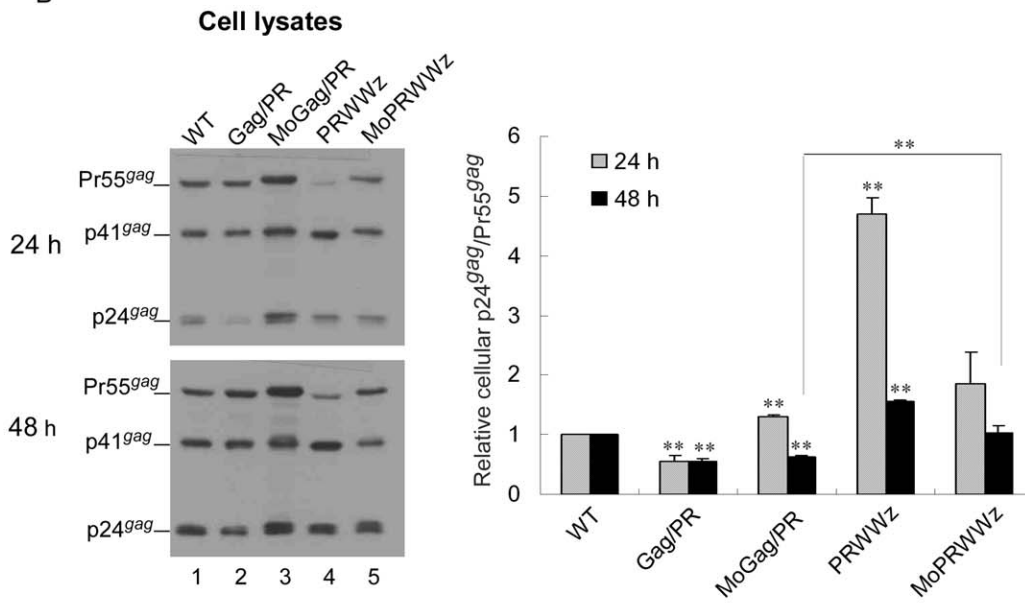 Cell lysates
WT Gag/PR MoGag/PR PRWWz MoPRWWz
24 h
Pr55gag
p41gag
p24gag
48 h
Pr55gag
p41gag
p24gag
1 2 3 4 5
Relative cellular p24gag/Pr55gag
6
5
4
3
2
1
0
24 h
48 h
**
**
** **
**
**
**
WT Gag/PR MoGag/PR PRWWz MoPRWWz